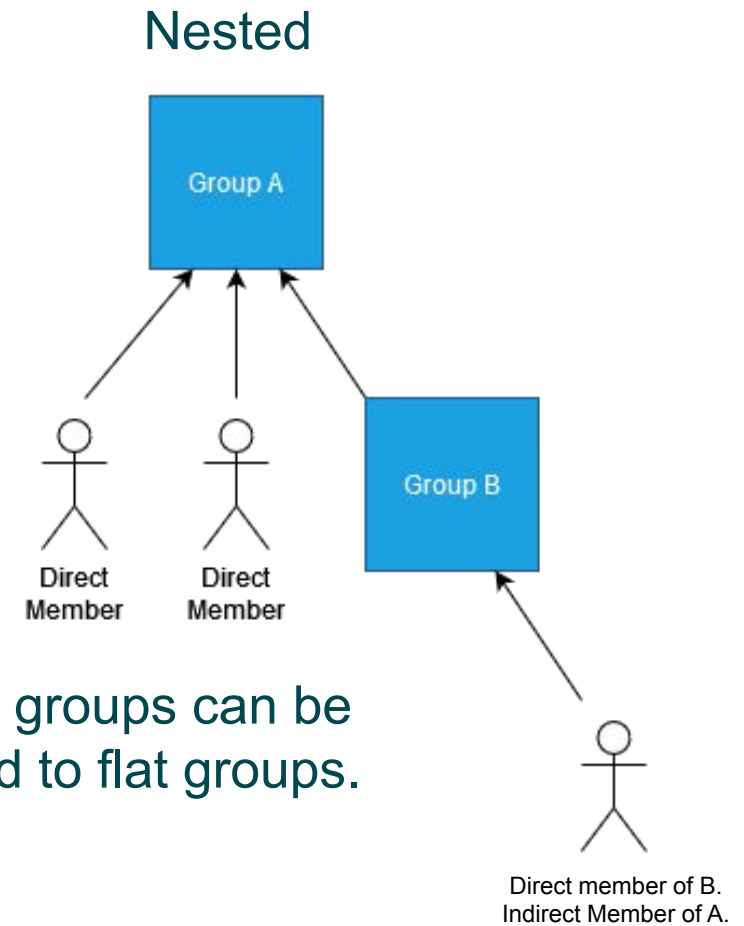 Nested
Group A
Group B
Direct
Member
Direct
Member
groups can be
to flat groups.
Direct member of B.
Indirect Member of A.